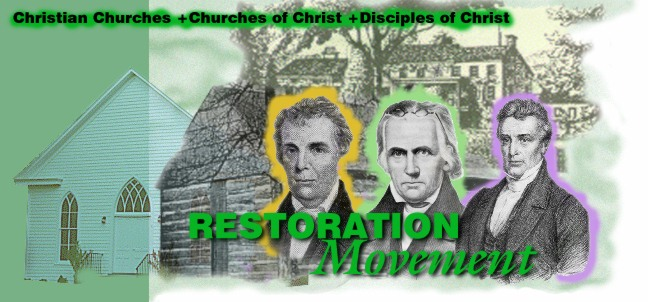 Christian Churches +Churches of Christ +Disciples of Christ
RESTORATION
Movement